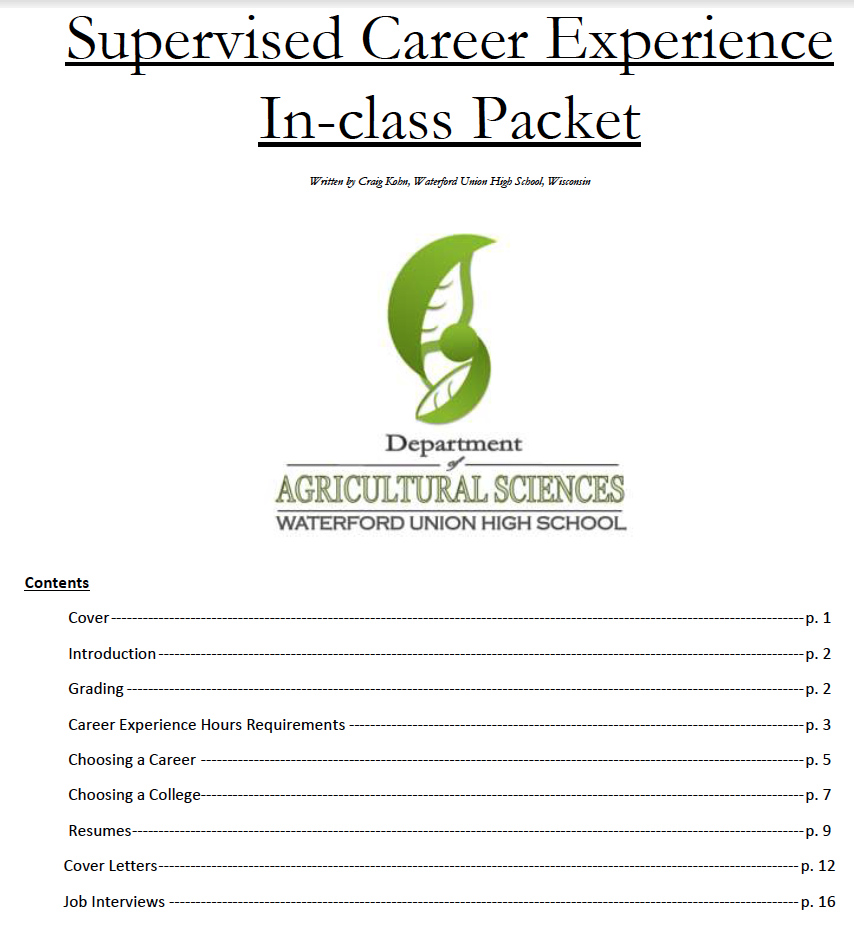 Supervised Career Experience
In-class Packet
Written by Craig Kohn, Waterford Union High School, Wisconsin
Department
of
AGRICULTURAL SCIENCES
WATERFORD UNION HIGH SCHOOL
Contents
Cover--------------------------------------------------p. 1
Introduction--------------------------------------------------p. 2
Grading --------------------------------------------------p. 2
Career Experience Hours Requirements --------------------------------------------------p. 3
Choosing a Career --------------------------------------------------p. 5
Choosing a College--------------------------------------------------p. 7
Resumes--------------------------------------------------p. 9
Cover Letters--------------------------------------------------p. 12
Job Interviews --------------------------------------------------p. 16